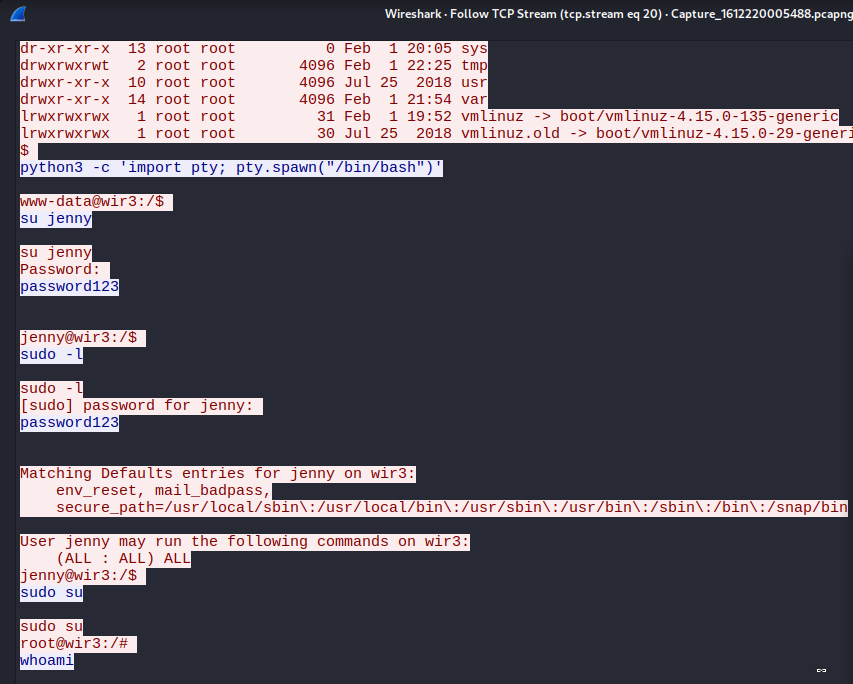 Wireshark · Follow TCP Stream (tcp.stream eq 20) · Capture_1612220005488.pcapng
dr-xr-xr-x  13 root root          0 Feb  1 20:05 sys
drwxrwxrwt   2 root root       4096 Feb  1 22:25 tmp
drwxr-xr-x  10 root root       4096 Jul 25  2018 usr
drwxr-xr-x  14 root root       4096 Feb  1 21:54 var
lrwxrwxrwx   1 root root         31 Feb  1 19:52 vmlinuz -> boot/vmlinuz-4.15.0-135-generic
lrwxrwxrwx   1 root root         30 Jul 25  2018 vmlinuz.old -> boot/vmlinuz-4.15.0-29-generi
$
python3 -c 'import pty; pty.spawn("/bin/bash")'
www-data@wir3:/$
su jenny
su jenny
Password:
password123
jenny@wir3:/$
sudo -l
sudo -l
[sudo] password for jenny:
password123
Matching Defaults entries for jenny on wir3:
    env_reset, mail_badpass,
    secure_path=/usr/local/sbin\:/usr/local/bin\:/usr/sbin\:/usr/bin\:/sbin\:/bin\:/snap/bin
User jenny may run the following commands on wir3:
    (ALL : ALL) ALL
jenny@wir3:/$
sudo su
sudo su
root@wir3:/#
whoami